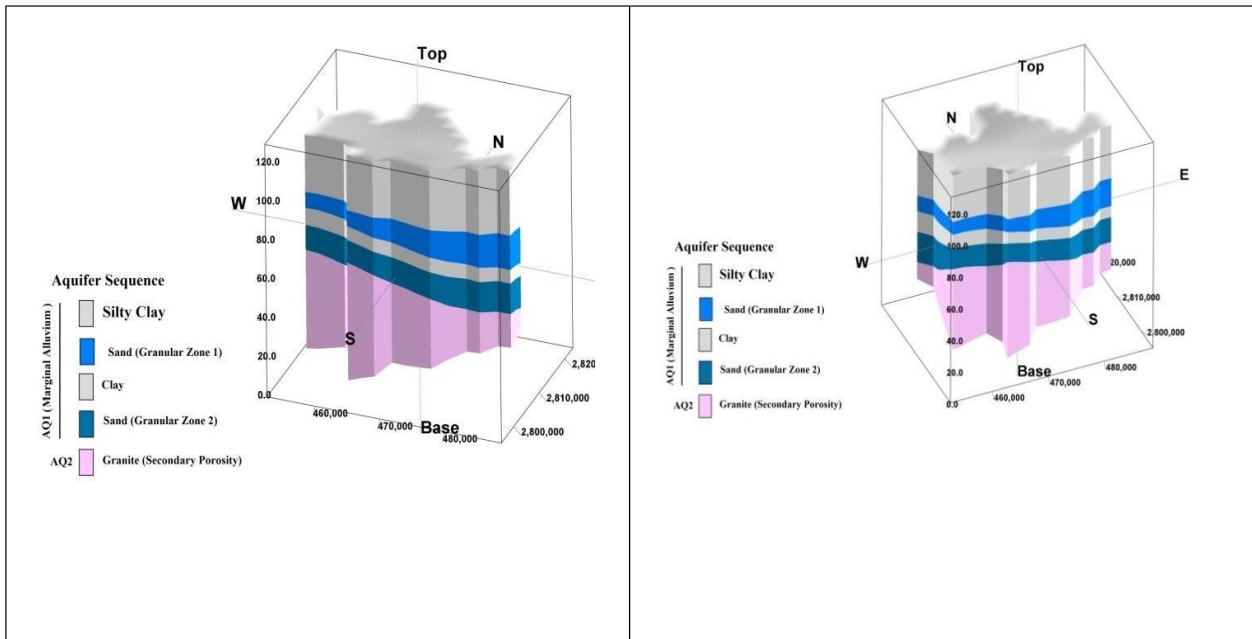 Top
N
120.0
100.0
W
80.0
60.0
40.0
S
20.0
0.0
460,000
470,000
Base
480,000
2,800,000
2,810,000
2,820
Aquifer Sequence
AQ1 ( Marginal Alluvium )
Silty Clay
Sand (Granular Zone 1)
Clay
Sand (Granular Zone 2)
AQ2
Granite (Secondary Porosity)
Top
N
E
120.0
100.0
W
80.0
60.0
40.0
20.0
0.0
S
Base
460,000
470,000
480,000
2,800,000
2,810,000
20,000
Aquifer Sequence
AQ1 ( Marginal Alluvium )
Silty Clay
Sand (Granular Zone 1)
Clay
Sand (Granular Zone 2)
AQ2
Granite (Secondary Porosity)